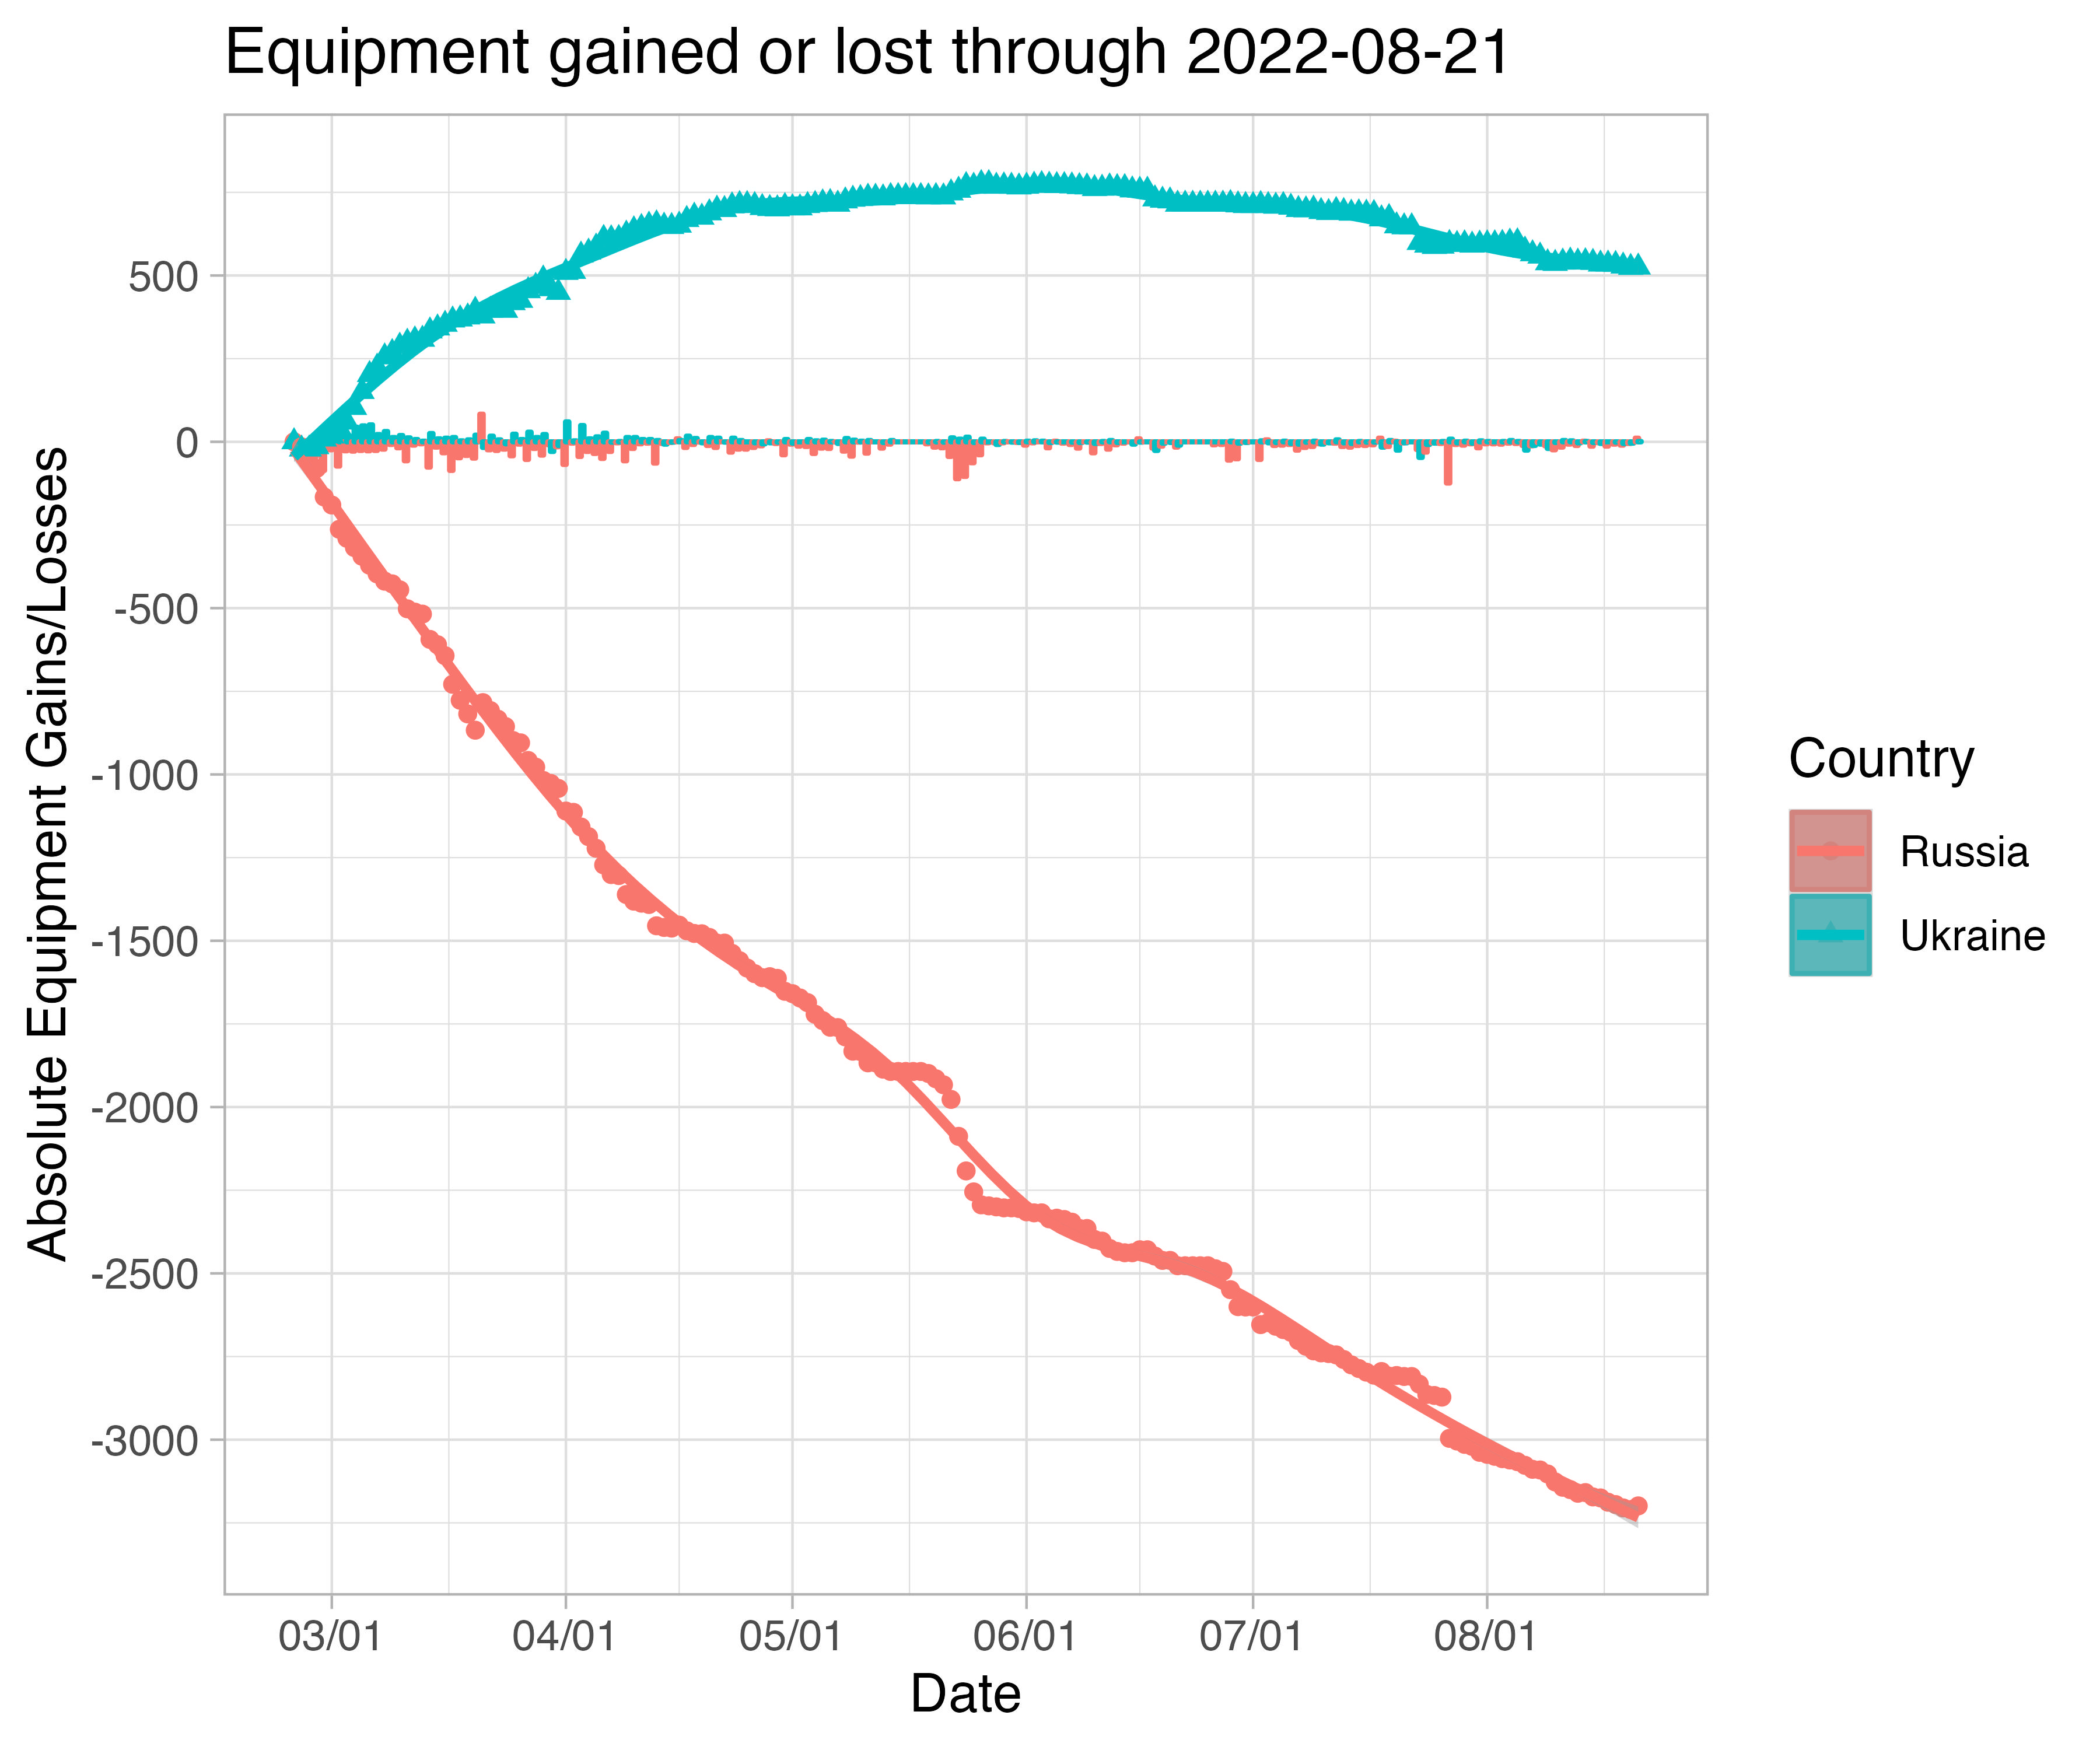 Equipment gained or lost through 2022-08-21
Absolute Equipment Gains/Losses
500
0
-500
-1000
-1500
-2000
-2500
-3000
03/01
04/01
05/01
06/01
07/01
08/01
Date
Country
Russia
Ukraine